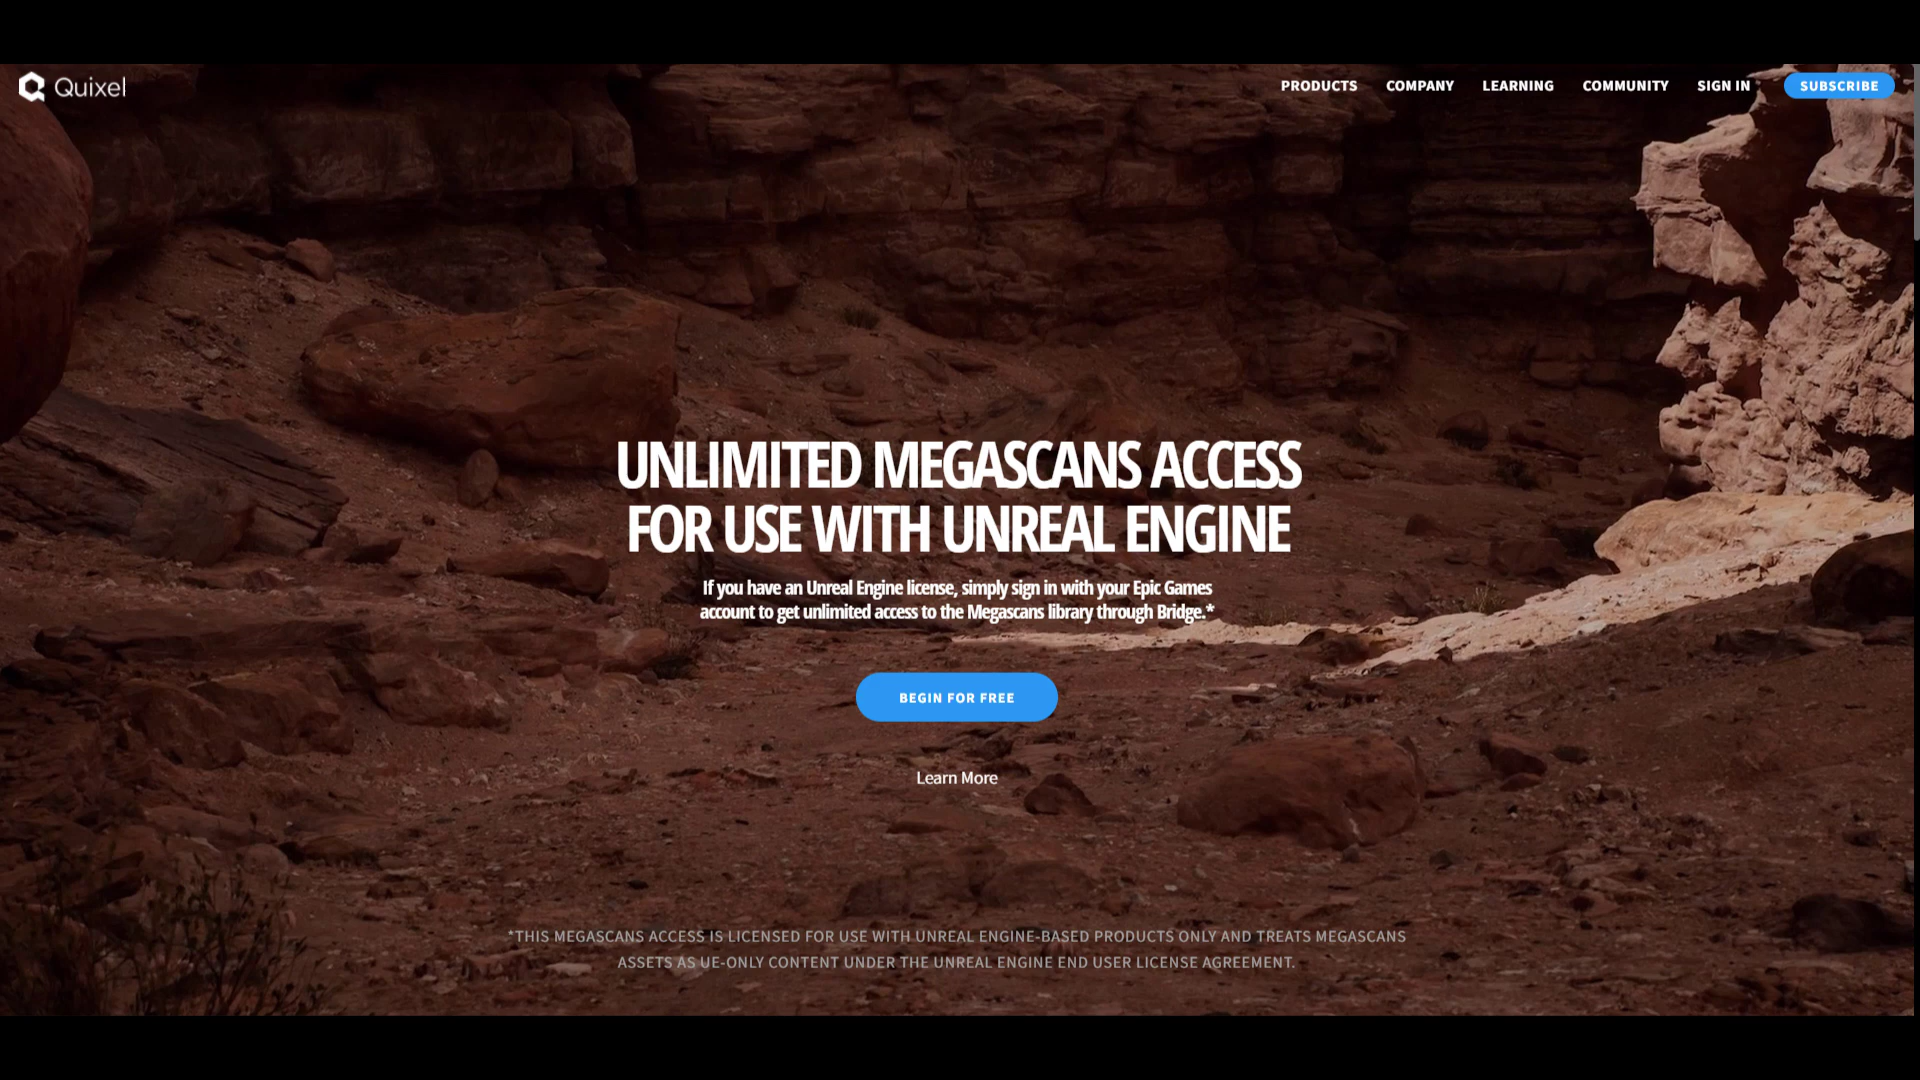 Quixel
PRODUCTS COMPANY LEARNING COMMUNITY SIGN IN SUBSCRIBE
UNLIMITED MEGASCANS ACCESS
FOR USE WITH UNREAL ENGINE
If you have an Unreal Engine license, simply sign in with your Epic Games
account to get unlimited access to the Megascans library through Bridge.*
BEGIN FOR FREE
Learn More
*THIS MEGASCANS ACCESS IS LICENSED FOR USE WITH UNREAL ENGINE-BASED PRODUCTS ONLY AND TREATS MEGASCANS
ASSETS AS UE-ONLY CONTENT UNDER THE UNREAL ENGINE END USER LICENSE AGREEMENT.